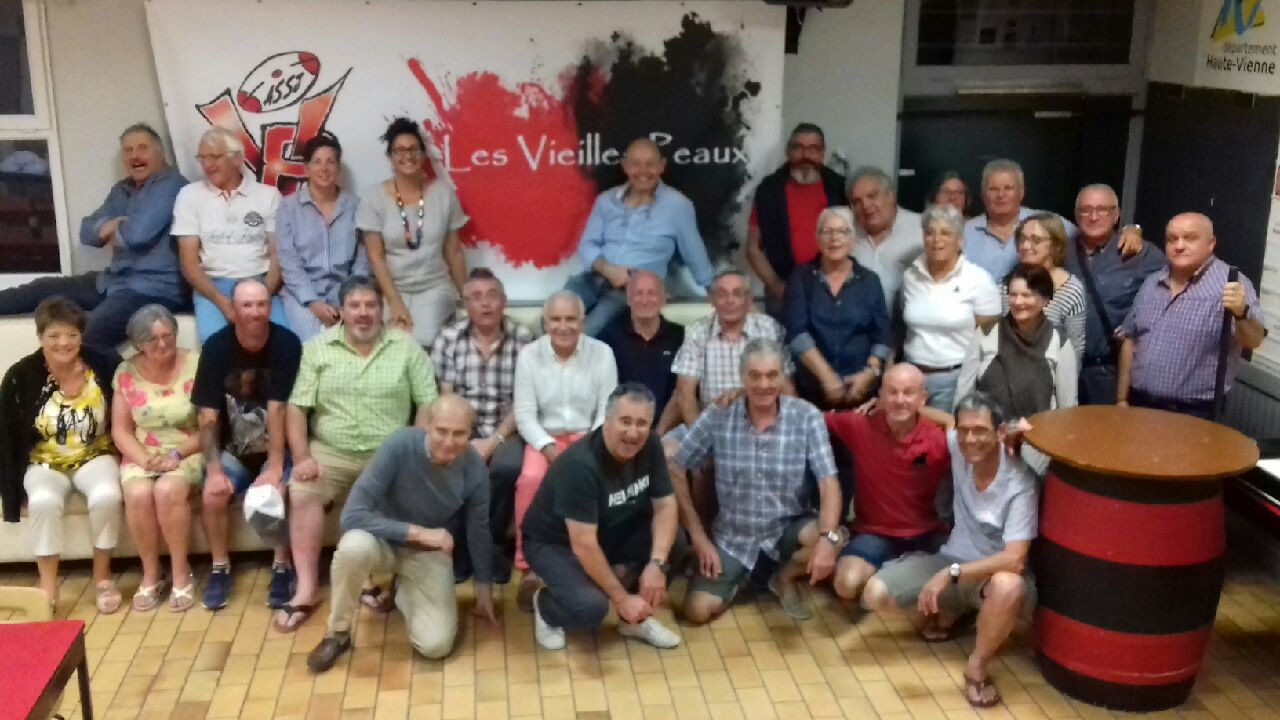 ASSJ
Les Vieilles Peaux
département
Haute-Vienne